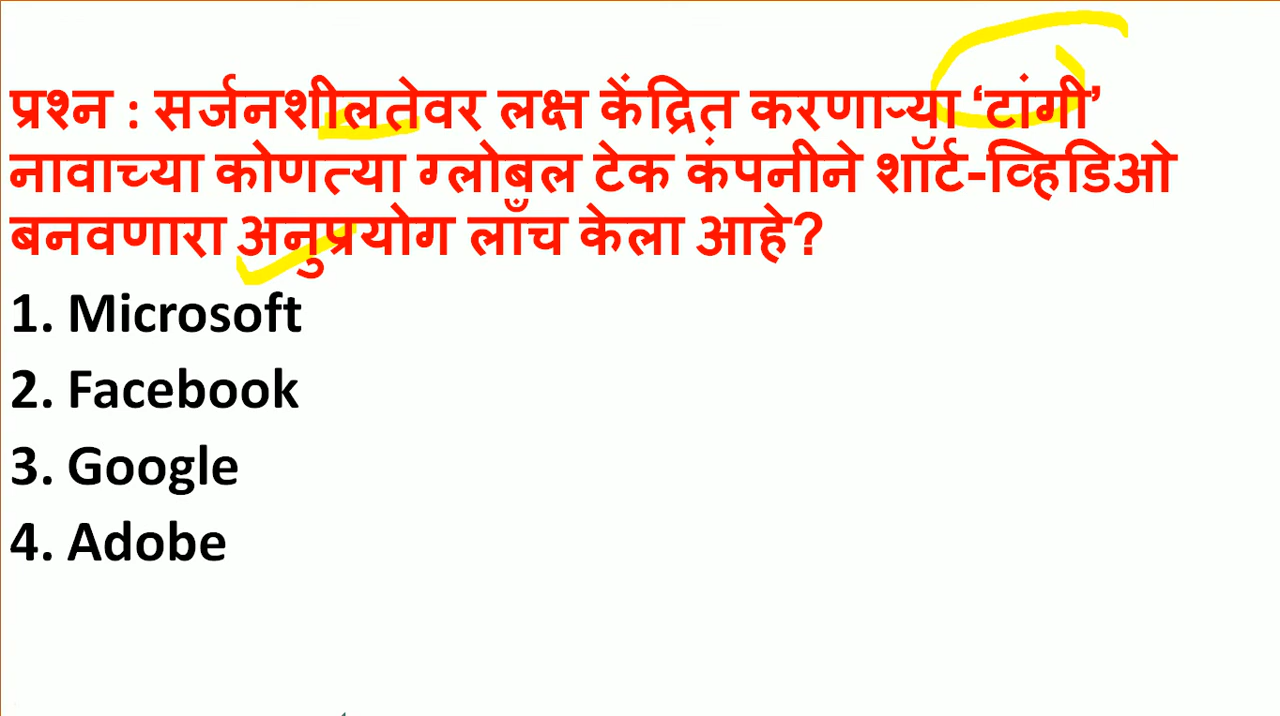 प्रश्न : सर्जनशीलतेवर लक्ष केंद्रित करणाऱ्या ‘टांगी’
नावाच्या कोणत्या ग्लोबल टेक कंपनीने शॉर्ट-व्हिडिओ
बनवणारा अनुप्रयोग लाँच केला आहे?
1. Microsoft
2. Facebook
3. Google
4. Adobe